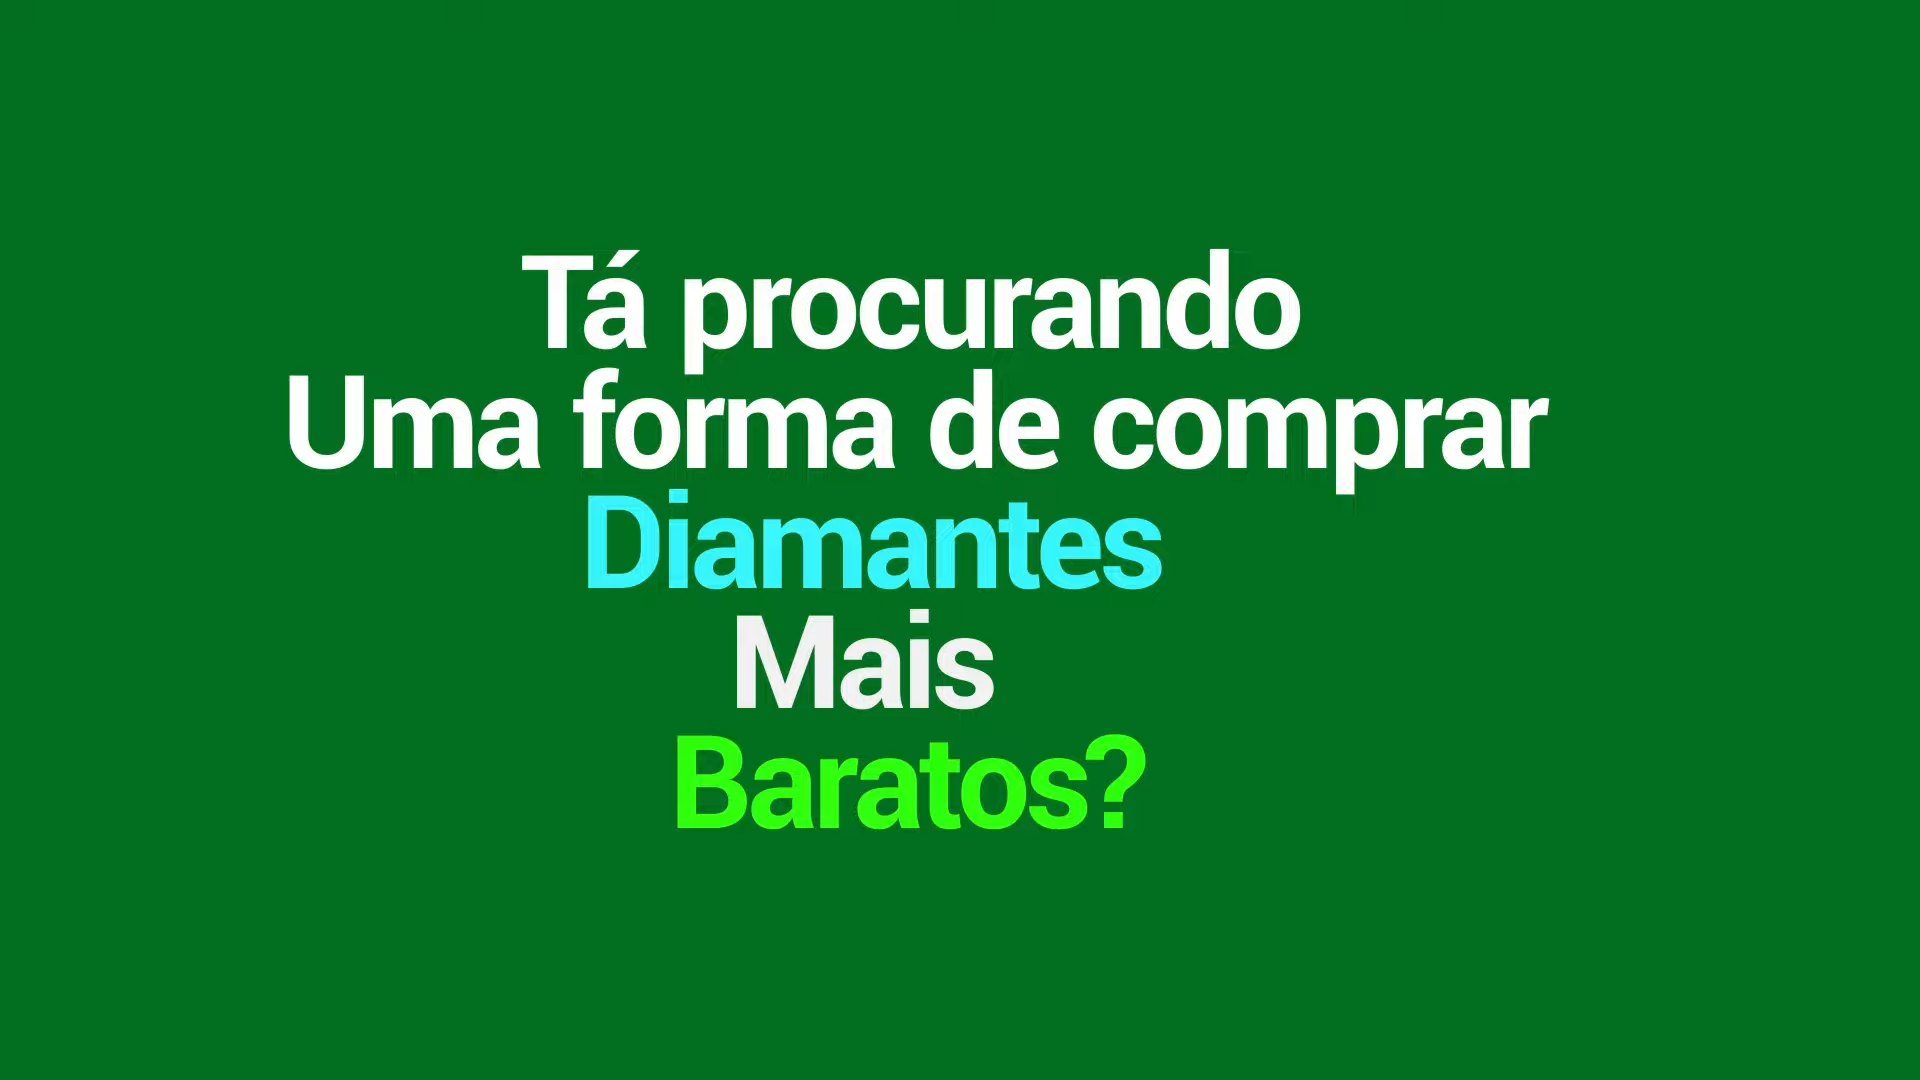 Tá procurando
Uma forma de comprar
Diamantes
Mais
Baratos?